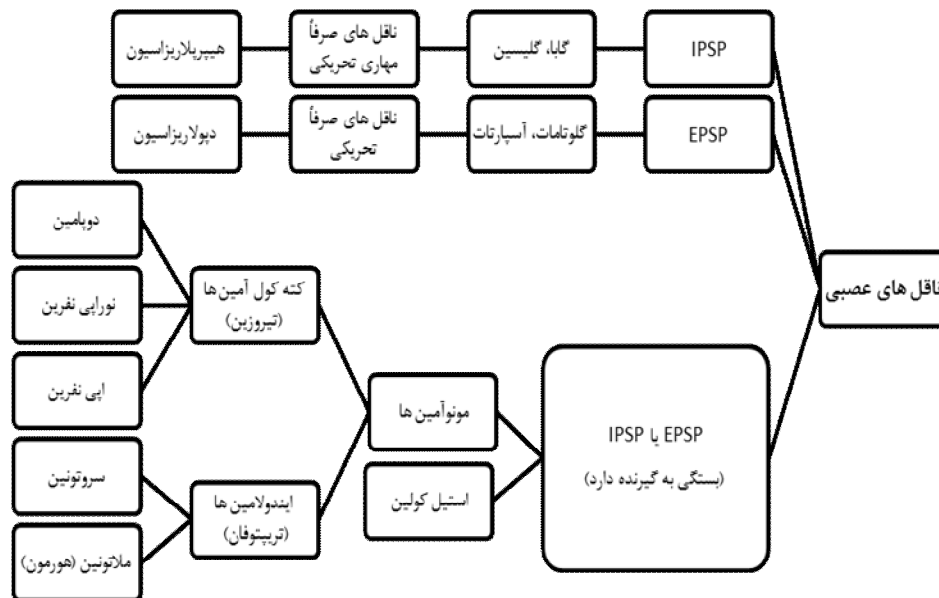 ناقل های عصبی
IPSP
گابا، گلیسین
ناقل های صرفاً
مهاری تحریکی
هیپرپلاریزاسیون
EPSP
گلوتامات، آسپارتات
ناقل های صرفاً
تحریکی
دپولاریزاسیون
EPSP یا IPSP
(بستگی به گیرنده دارد)
مونوآمین ها
کته کول آمین ها
(تیروزین)
دوپامین
نوراپی نفرین
اپی نفرین
ایندولامین ها
(تریپتوفان)
سروتونین
ملاتونین (هورمون)
استیل کولین